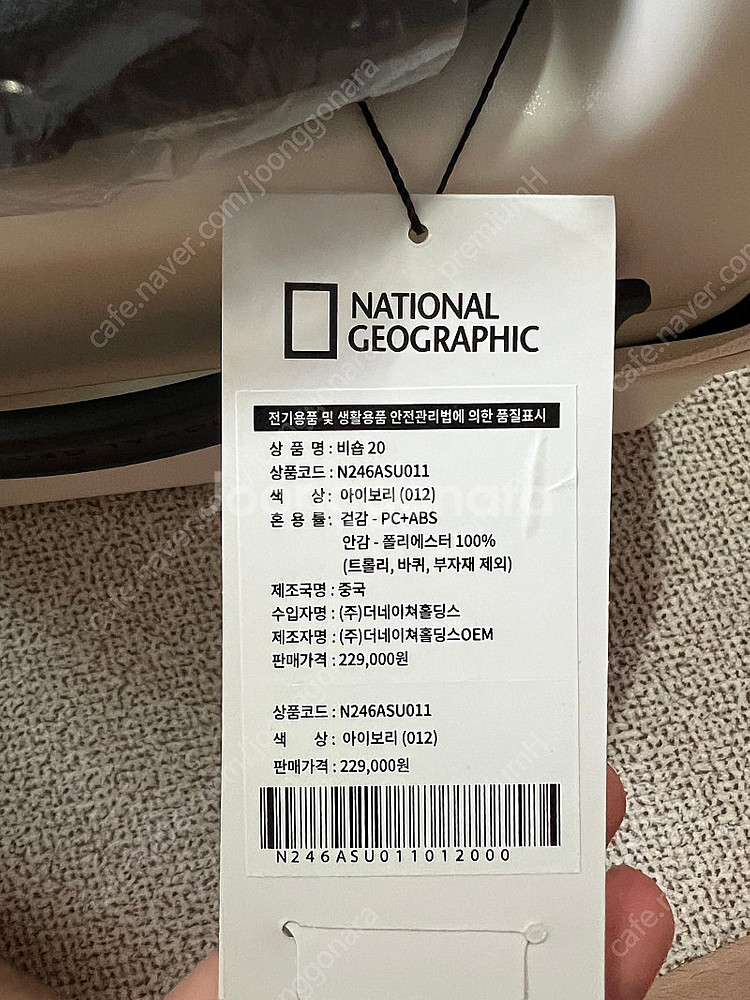 NATIONAL
GEOGRAPHIC
전기용품 및 생활용품 안전관리법에 의한 품질표시
상 품 명 : 비숍 20
상품코드 : N246ASU011
색 상 : 아이보리 (012)
혼 용 률 : 겉감 - PC+ABS
안감 - 폴리에스터 100%
(트롤리, 바퀴, 부자재 제외)
제조국명 : 중국
수입자명 : (주)더네이쳐홀딩스
제조자명 : (주)더네이쳐홀딩스OEM
판매가격 : 229,000원
상품코드 : N246ASU011
색 상 : 아이보리 (012)
판매가격 : 229,000원
N246ASU011012000
cafe.naver.com/joonggonara
premiumH
Joonggonara